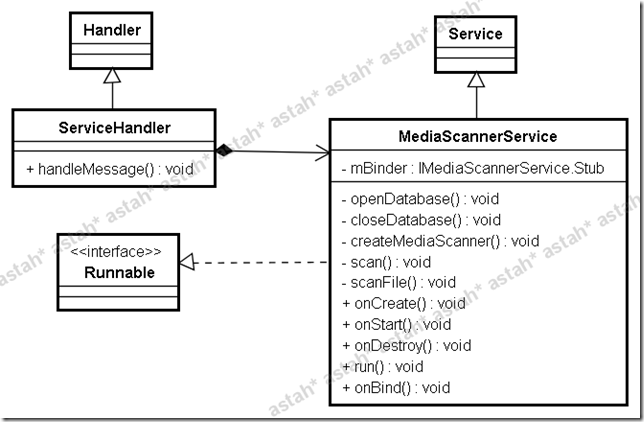 Handler
Service
ServiceHandler
+ handleMessage() : void
MediaScannerService
- mBinder : IMediaScannerService.Stub
- openDatabase() : void
- closeDatabase() : void
- createMediaScanner() : void
- scan() : void
- scanFile() : void
+ onCreate() : void
+ onStart() : void
+ onDestroy() : void
+ run() : void
+ onBind() : void
<<interface>>
Runnable
astah* astah* astah* astah* astah* astah* astah* astah*
astah* astah* astah* astah* astah* astah* astah*